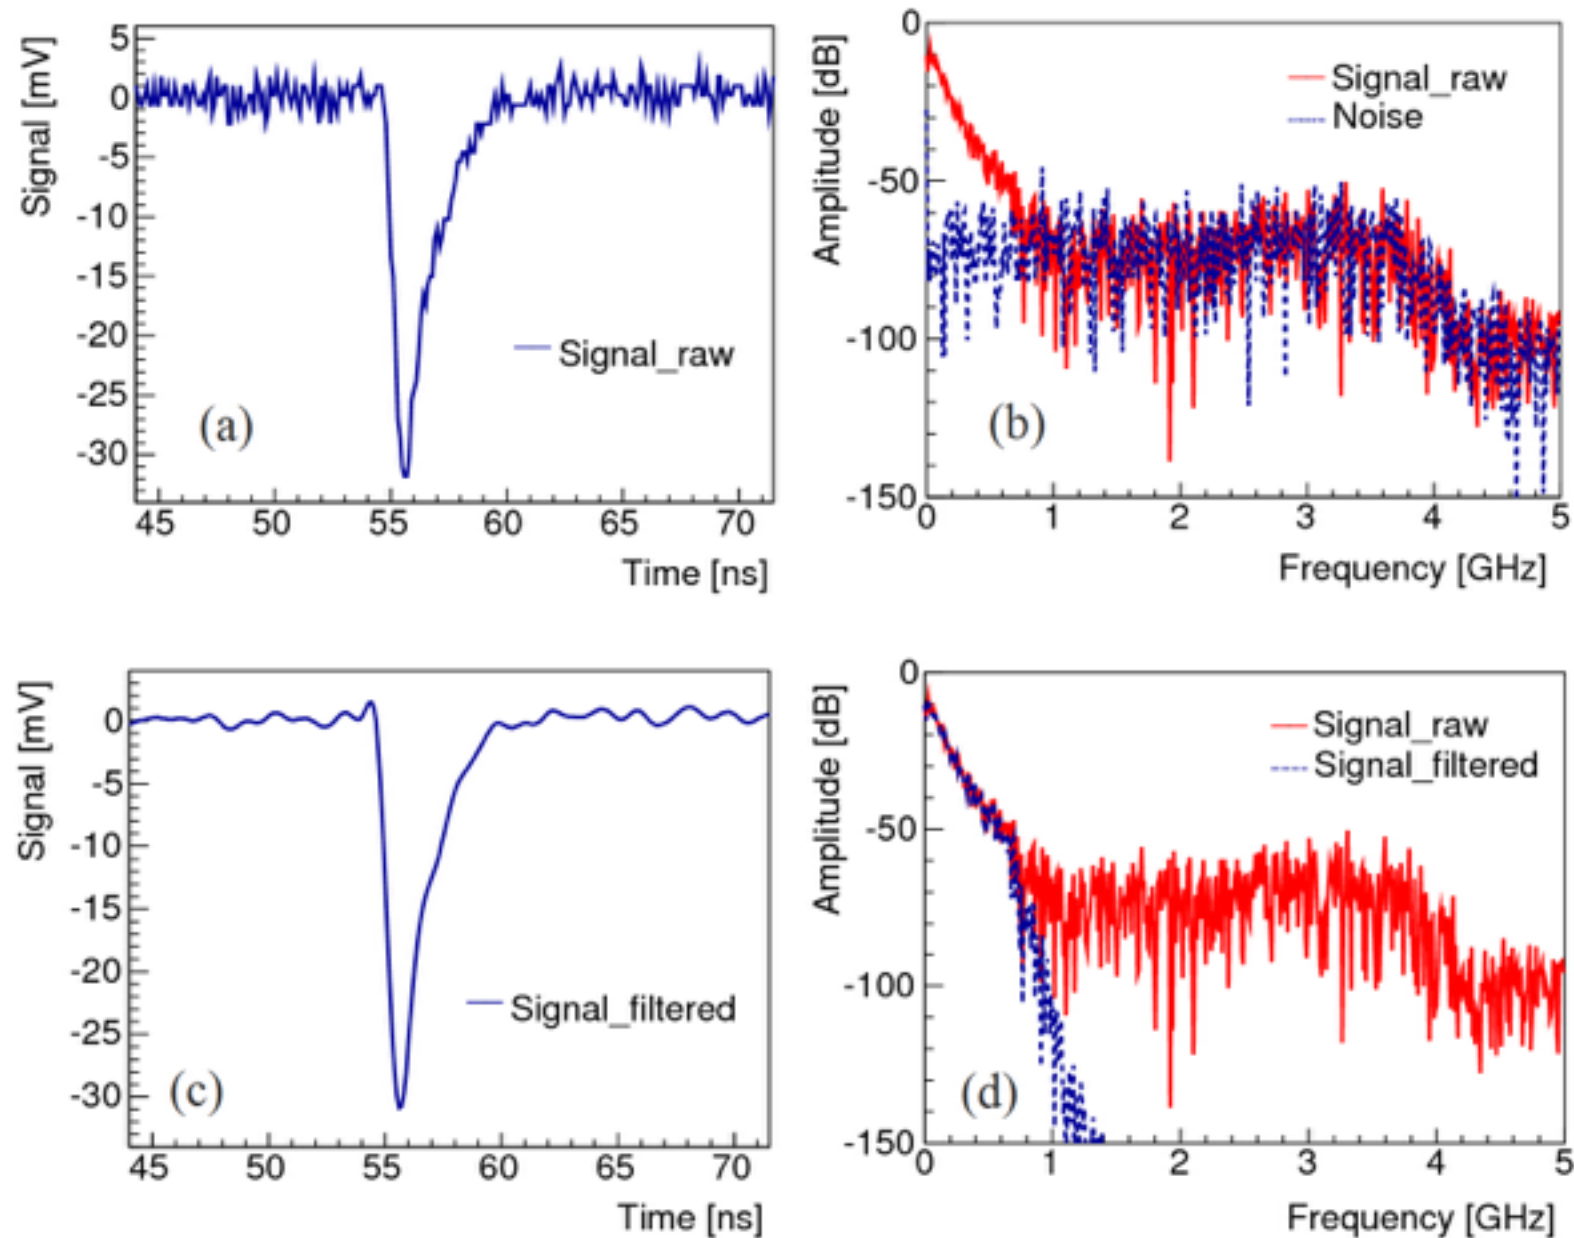 Signal [mV]
5
0
-5
-10
-15
-20
-25
-30
Signal_raw
(a)
45 50 55 60 65 70
Time [ns]
Amplitude [dB]
0
-50
-100
-150
Signal_raw
Noise
(b)
0 1 2 3 4 5
Frequency [GHz]
Signal [mV]
0
-5
-10
-15
-20
-25
-30
Signal_filtered
(c)
45 50 55 60 65 70
Time [ns]
Amplitude [dB]
0
-50
-100
-150
Signal_raw
Signal_filtered
(d)
0 1 2 3 4 5
Frequency [GHz]